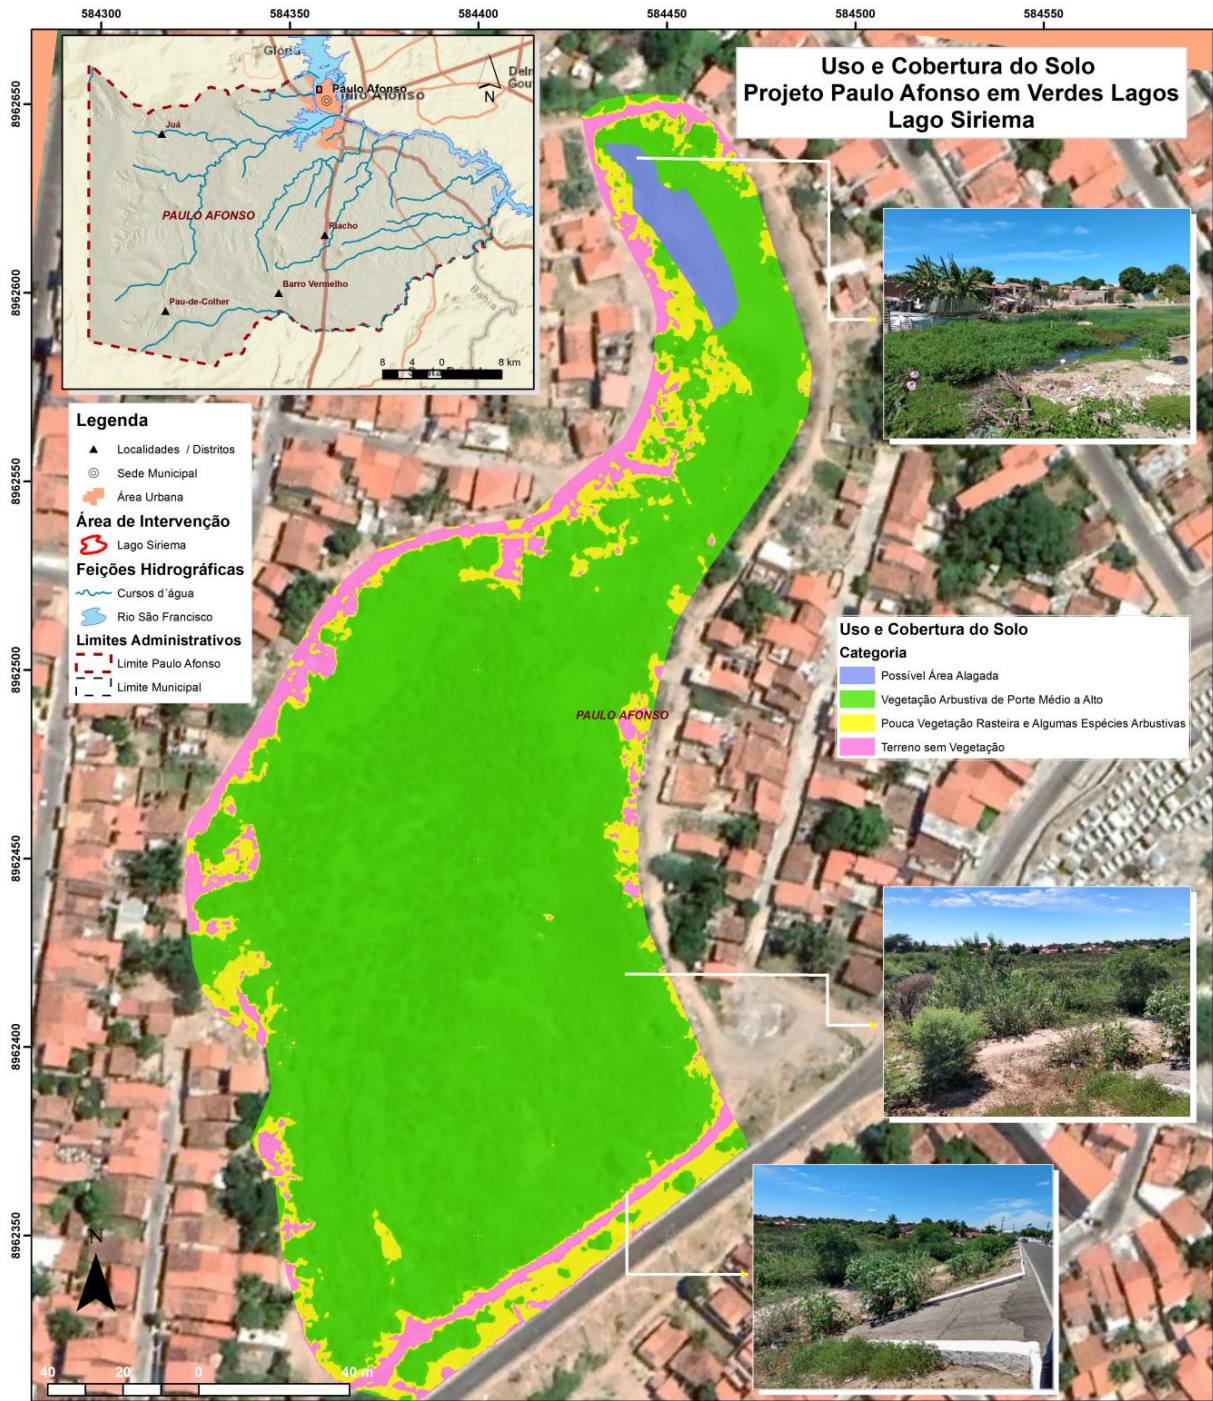 584300
584350
584400
584450
584500
584550
8962650
8962600
8962550
8962500
8962450
8962400
8962350
Uso e Cobertura do Solo
Projeto Paulo Afonso em Verdes Lagos
Lago Siriema
Glória
Paulo Afonso
N
Juá
PAULO AFONSO
Riacho
Barro Vermelho
Pau-de-Colher
Bahia
8 4 0 8 km
Legenda
Localidades / Distritos
Sede Municipal
Área Urbana
Área de Intervenção
Lago Siriema
Feições Hidrográficas
Cursos d´água
Rio São Francisco
Limites Administrativos
Limite Paulo Afonso
Limite Municipal
Uso e Cobertura do Solo
Categoria
Possível Área Alagada
Vegetação Arbustiva de Porte Médio a Alto
Pouca Vegetação Rasteira e Algumas Espécies Arbustivas
Terreno sem Vegetação
PAULO AFONSO
N
40 20 0 40 m